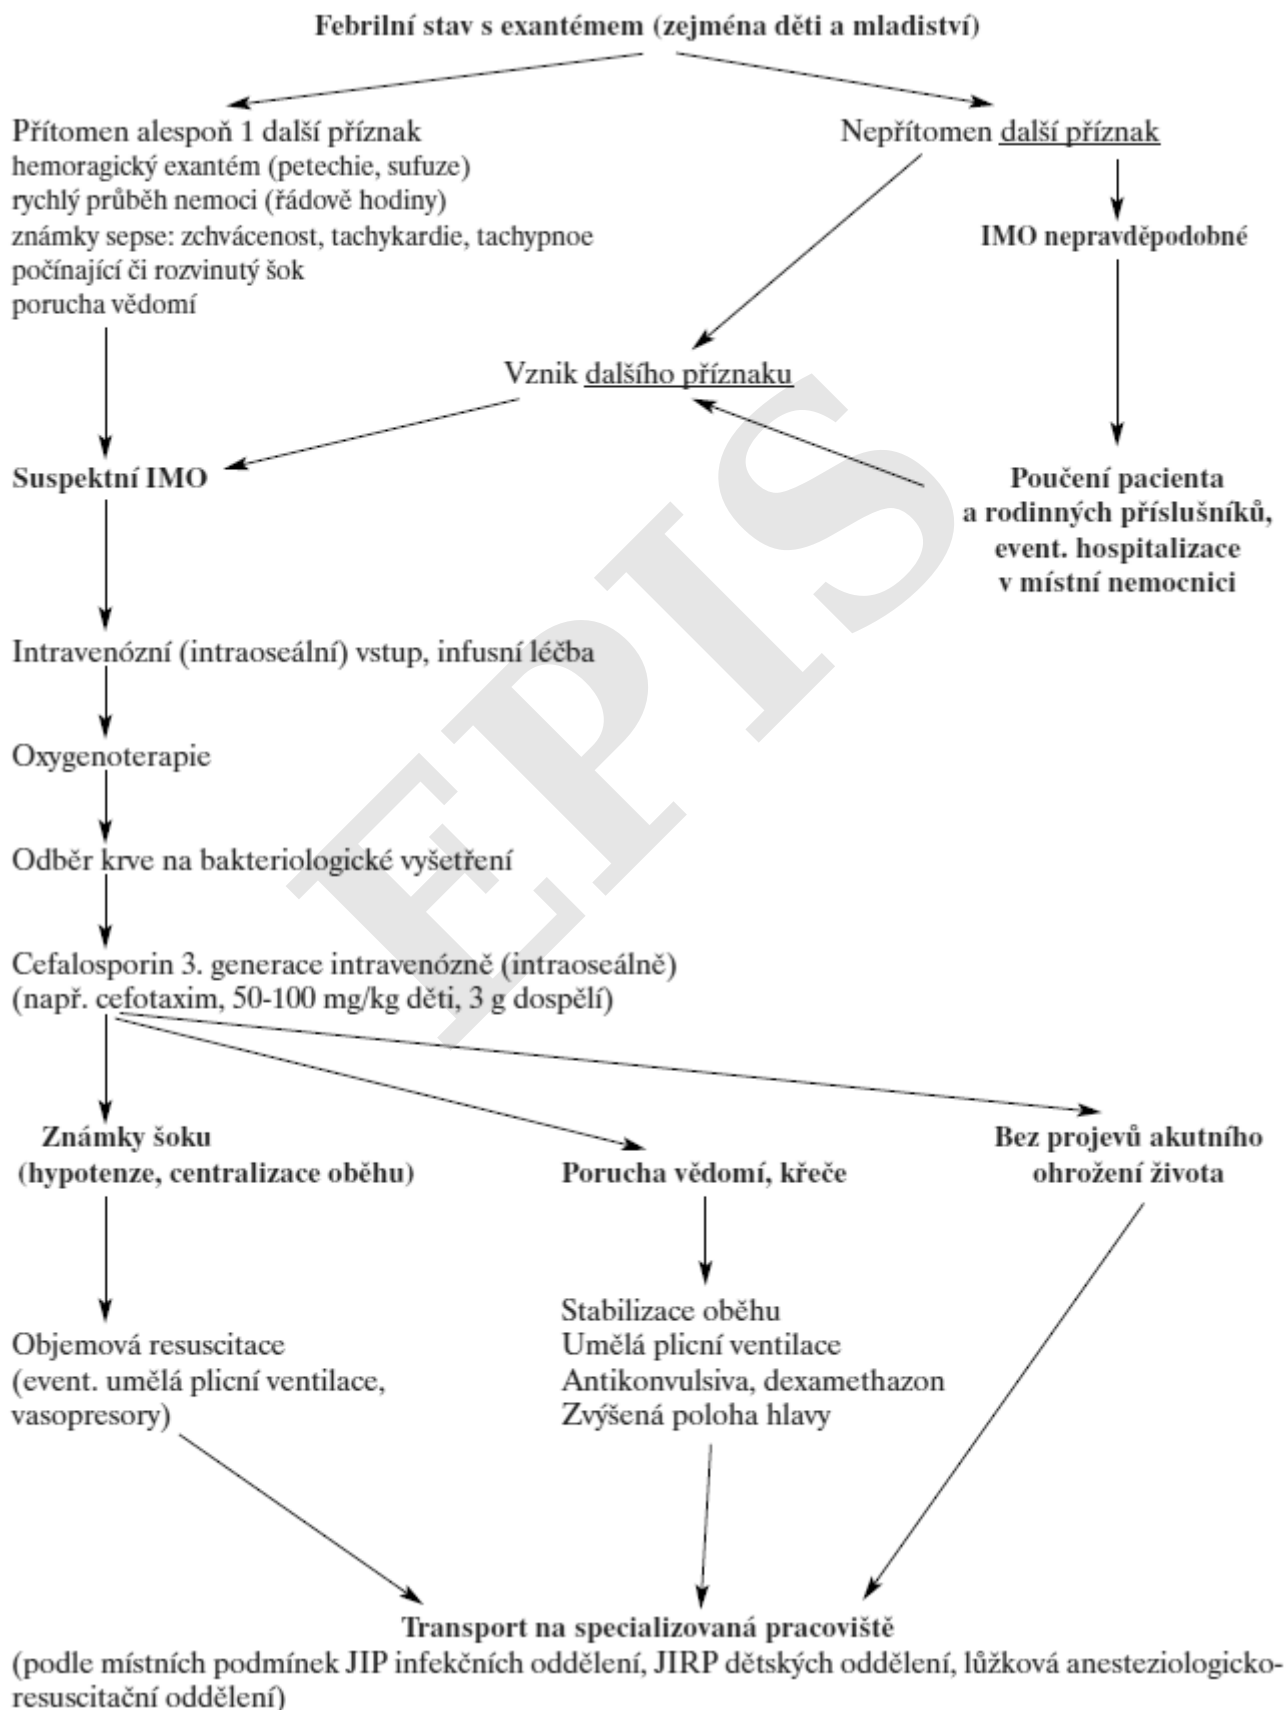 Febrilní stav s exantémem (zejména děti a mladiství)
Přítomen alespoň 1 další příznak
hemoragický exantém (petechie, sufuze)
rychlý průběh nemoci (řádově hodiny)
známky sepse: zchvácenost, tachykardie, tachypnoe
počínající či rozvinutý šok
porucha vědomí
Nepřítomen další příznak
IMO nepravděpodobné
Vznik dalšího příznaku
Suspektní IMO
Poučení pacienta
a rodinných příslušníků,
event. hospitalizace
v místní nemocnici
Intravenózní (intraoseální) vstup, infusní léčba
Oxygenoterapie
Odběr krve na bakteriologické vyšetření
Cefalosporin 3. generace intravenózně (intraoseálně)
(např. cefotaxim, 50-100 mg/kg děti, 3 g dospělí)
Známky šoku
(hypotenze, centralizace oběhu)
Porucha vědomí, křeče
Bez projevů akutního
ohrožení života
Objemová resuscitace
(event. umělá plicní ventilace,
vasopresory)
Stabilizace oběhu
Umělá plicní ventilace
Antikonvulsiva, dexamethazon
Zvýšená poloha hlavy
Transport na specializovaná pracoviště
(podle místních podmínek JIP infekčních oddělení, JIRP dětských oddělení, lůžková anesteziologicko-
resuscitační oddělení)
EPIS